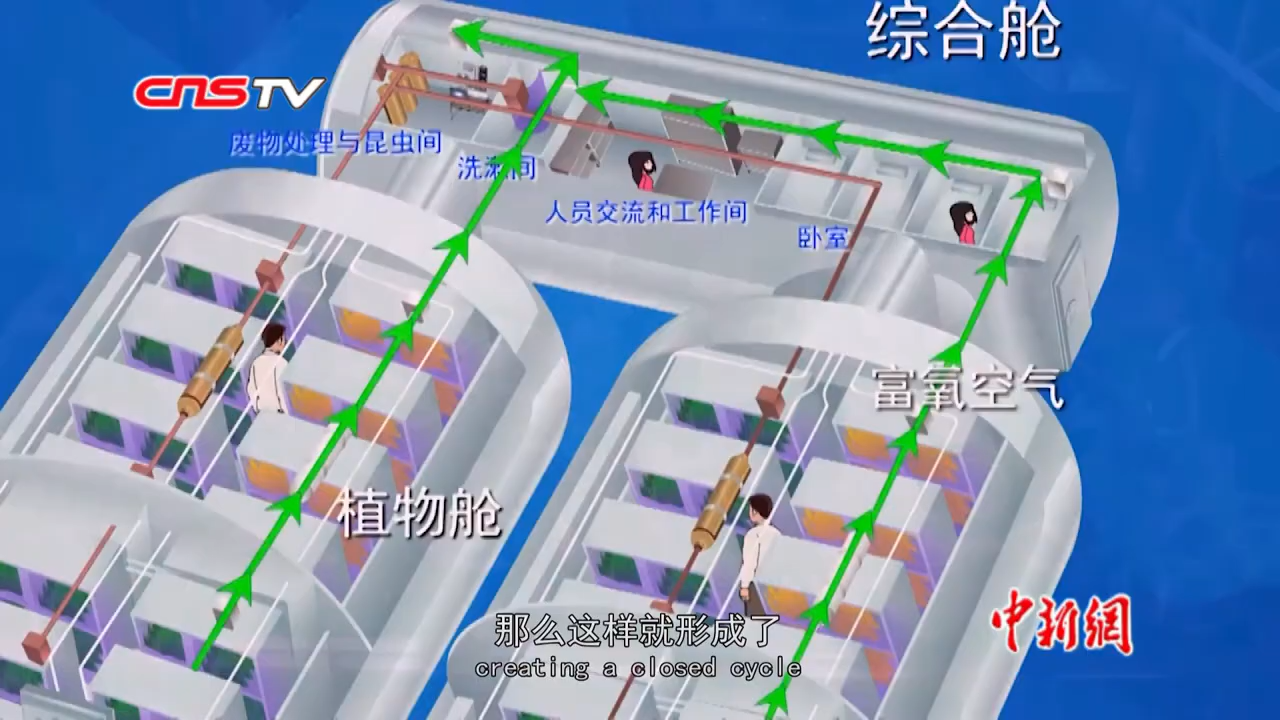 综合舱
CNSTV
废物处理与昆虫间
洗漱间
人员交流和工作间
卧室
富氧空气
植物舱
中新網
那么这样就形成了
creating a closed cycle